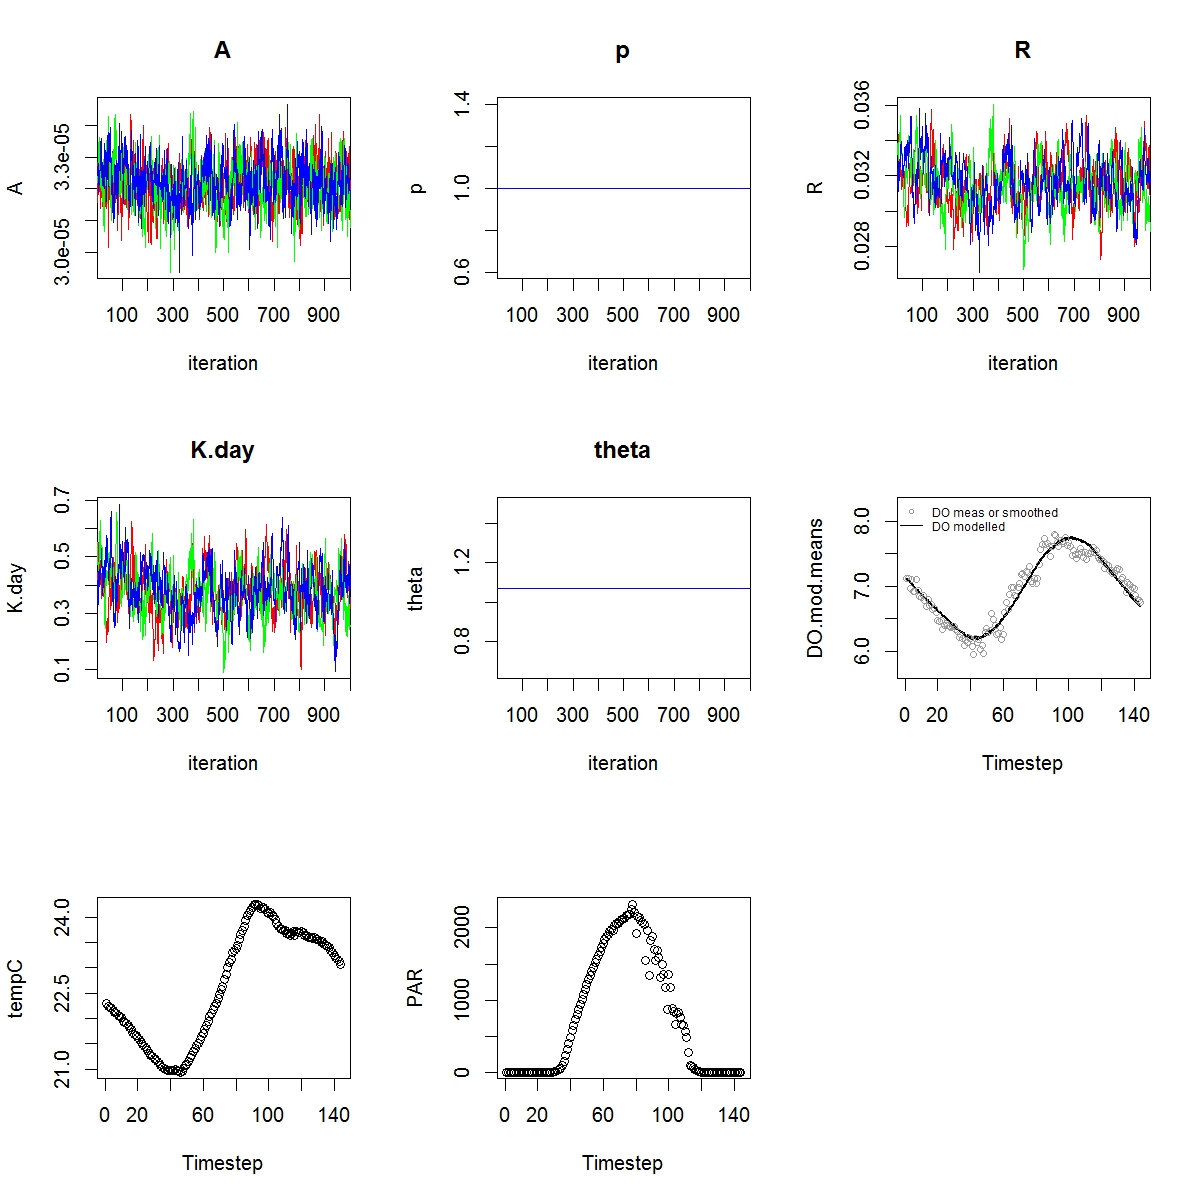 A
p
R
A
3.0e-05 3.3e-05
100 300 500 700 900
iteration
p
0.6 1.0 1.4
100 300 500 700 900
iteration
R
0.028 0.032 0.036
100 300 500 700 900
iteration
K.day
theta
K.day
0.1 0.3 0.5 0.7
100 300 500 700 900
iteration
theta
0.8 1.2
100 300 500 700 900
iteration
DO.mod.means
6.0 7.0 8.0
DO meas or smoothed
DO modelled
0 20 60 100 140
Timestep
tempC
21.0 22.5 24.0
0 20 60 100 140
Timestep
PAR
0 1000 2000
0 20 60 100 140
Timestep